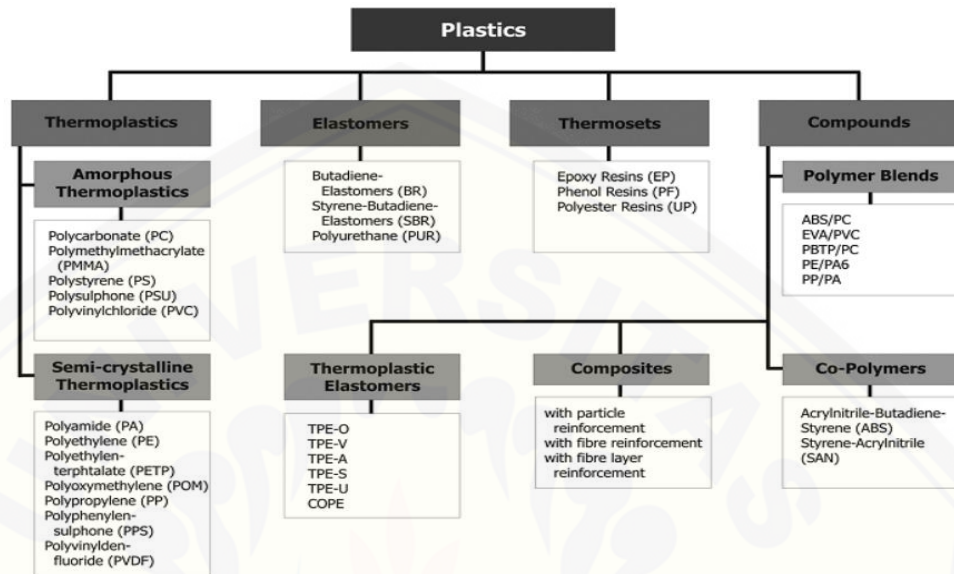 Plastics
Thermoplastics
Elastomers
Thermosets
Compounds
Amorphous
Thermoplastics
Polycarbonate (PC)
Polymethylmethacrylate
(PMMA)
Polystyrene (PS)
Polysulphone (PSU)
Polyvinylchloride (PVC)
Semi-crystalline
Thermoplastics
Polyamide (PA)
Polyethylene (PE)
Polyethylen-
terphtalate (PETP)
Polyoxymethylene (POM)
Polypropylene (PP)
Polyphenylen-
sulphone (PPS)
Polyvinylden-
fluoride (PVDF)
Butadiene-
Elastomers (BR)
Styrene-Butadiene-
Elastomers (SBR)
Polyurethane (PUR)
Epoxy Resins (EP)
Phenol Resins (PF)
Polyester Resins (UP)
Polymer Blends
ABS/PC
EVA/PVC
PBTP/PC
PE/PA6
PP/PA
Thermoplastic
Elastomers
TPE-O
TPE-V
TPE-A
TPE-S
TPE-U
COPE
Composites
with particle
reinforcement
with fibre reinforcement
with fibre layer
reinforcement
Co-Polymers
Acrylnitrile-Butadiene-
Styrene (ABS)
Styrene-Acrylnitrile
(SAN)
UNIVERSITAS